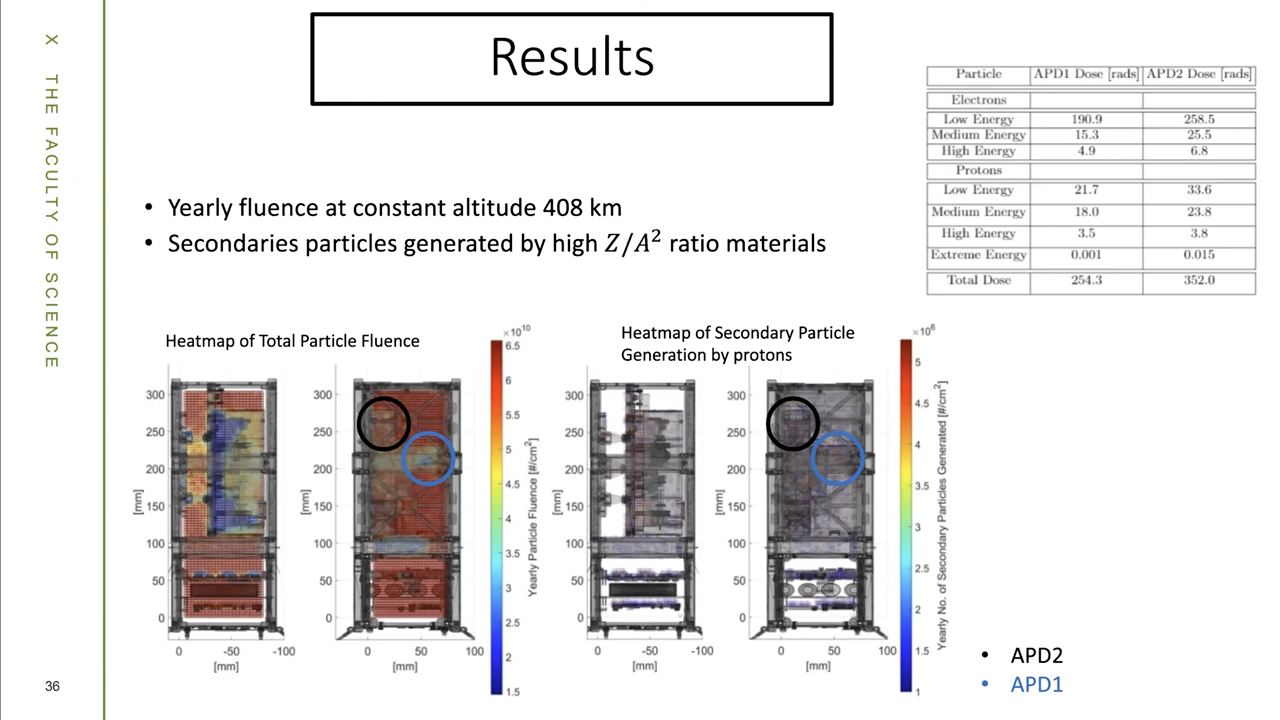 X THE FACULTY OF SCIENCE
Results
Particle APD1 Dose [rads] APD2 Dose [rads]
Electrons
Low Energy 190.9 258.5
Medium Energy 15.3 25.5
High Energy 4.9 6.8
Protons
Low Energy 21.7 33.6
Medium Energy 18.0 23.8
High Energy 3.5 3.8
Extreme Energy 0.001 0.015
Total Dose 254.3 352.0
• Yearly fluence at constant altitude 408 km
• Secondaries particles generated by high Z/A² ratio materials
Heatmap of Total Particle Fluence
300
250
200
150
100
50
0
[mm]
0 -50 -100
[mm]
300
250
200
150
100
50
0
[mm]
0 50 100
[mm]
×10¹⁰
6.5
6
5.5
5
4.5
4
3.5
3
2.5
2
1.5
Yearly Particle Fluence [#/cm²]
Heatmap of Secondary Particle
Generation by protons
300
250
200
150
100
50
0
[mm]
0 -50 -100
[mm]
300
250
200
150
100
50
0
[mm]
0 50 100
[mm]
×10⁶
5
4.5
4
3.5
3
2.5
2
1.5
1
Yearly No. of Secondary Particles Generated [#/cm²]
• APD2
• APD1
36